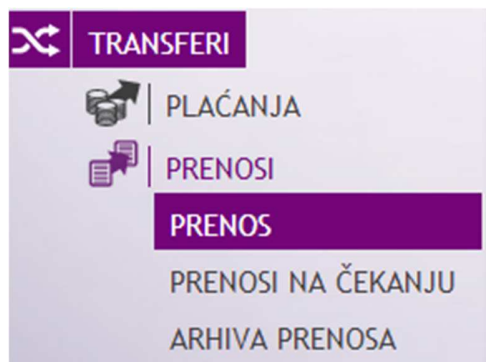 TRANSFERI
PLAĆANJA
PRENOSI
PRENOS
PRENOSI NA ČEKANJU
ARHIVA PRENOSA